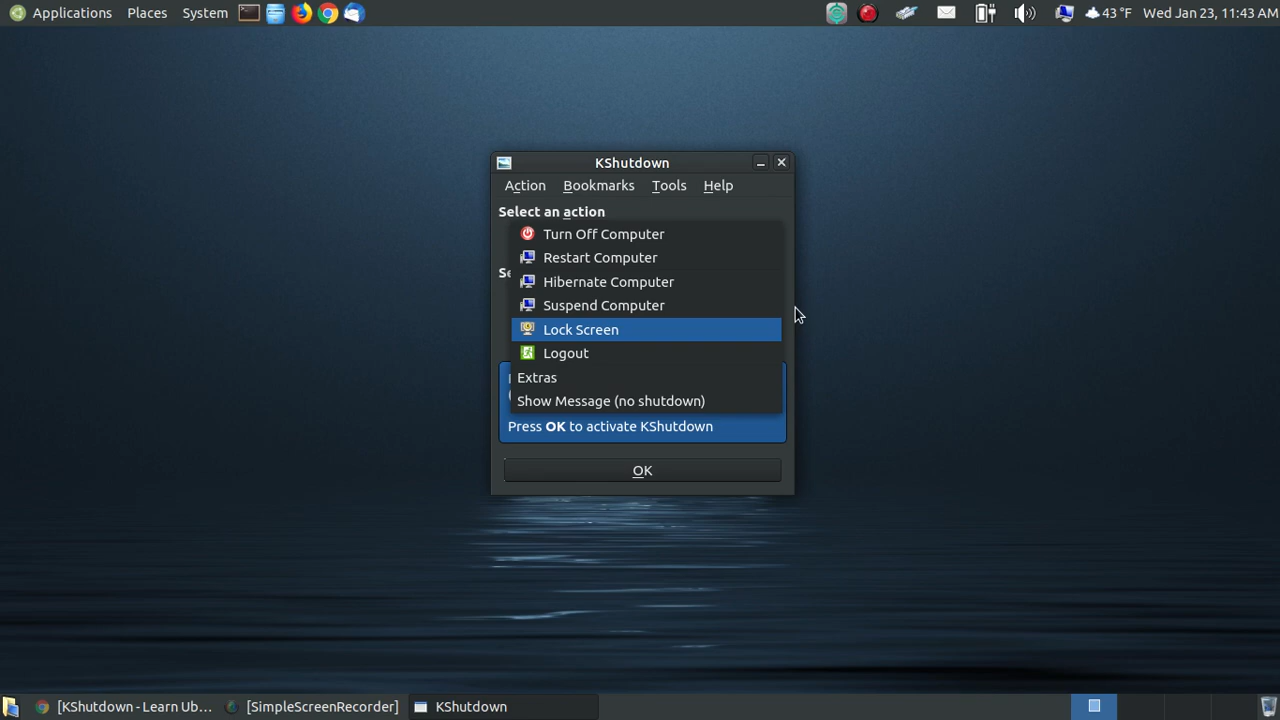 Applications Places System 43 °F Wed Jan 23, 11:43 AM
KShutdown
Action Bookmarks Tools Help
Select an action
Turn Off Computer
Restart Computer
Se
Hibernate Computer
Suspend Computer
Lock Screen
Logout
Extras
Show Message (no shutdown)
Press OK to activate KShutdown
OK
[KShutdown - Learn Ub... [SimpleScreenRecorder] KShutdown